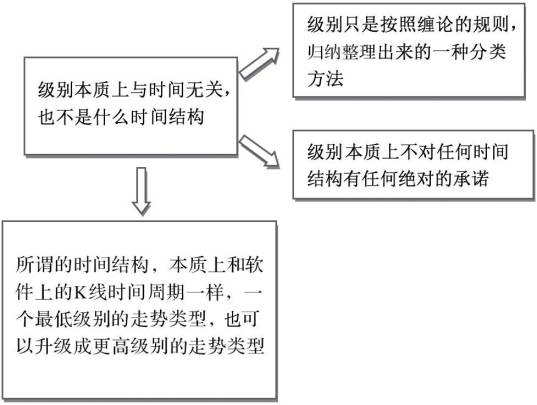 级别只是按照缠论的规则，
归纳整理出来的一种分类
方法
级别本质上与时间无关，
也不是什么时间结构
级别本质上不对任何时间
结构有任何绝对的承诺
所谓的时间结构，本质上和软
件上的K线时间周期一样，一
个最低级别的走势类型，也可
以升级成更高级别的走势类型